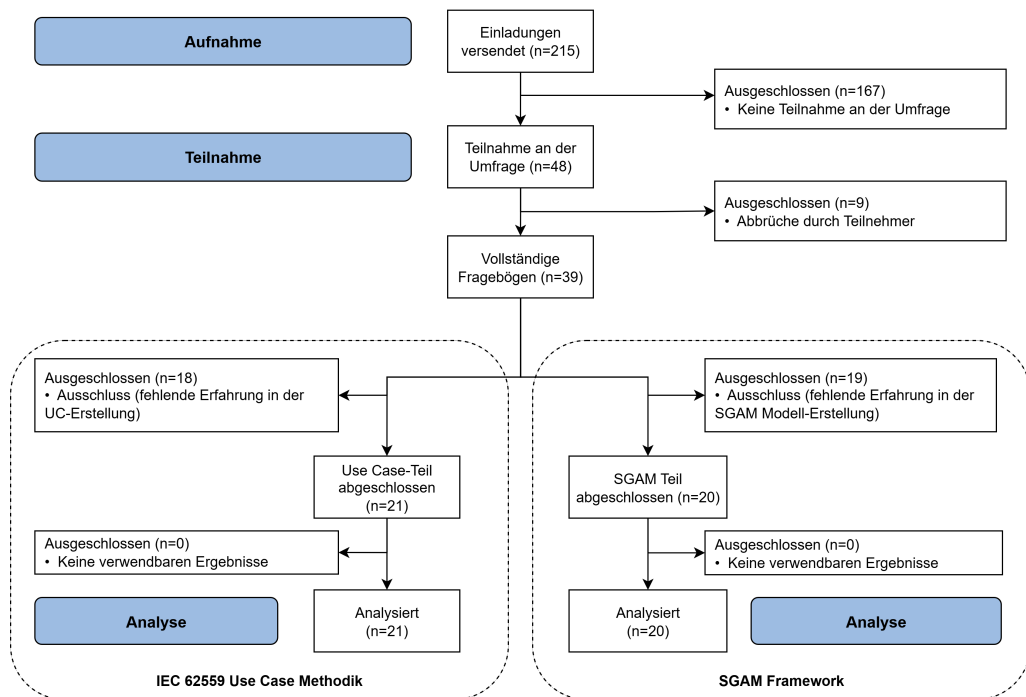 Aufnahme
Einladungen
versendet (n=215)
Ausgeschlossen (n=167)
• Keine Teilnahme an der Umfrage
Teilnahme
Teilnahme an der
Umfrage (n=48)
Ausgeschlossen (n=9)
• Abbrüche durch Teilnehmer
Vollständige
Fragebögen (n=39)
Ausgeschlossen (n=18)
• Ausschluss (fehlende Erfahrung in der
UC-Erstellung)
Use Case-Teil
abgeschlossen
(n=21)
Ausgeschlossen (n=0)
• Keine verwendbaren Ergebnisse
Analysiert
(n=21)
Analyse
IEC 62559 Use Case Methodik
Ausgeschlossen (n=19)
• Ausschluss (fehlende Erfahrung in der
SGAM Modell-Erstellung)
SGAM Teil
abgeschlossen (n=20)
Ausgeschlossen (n=0)
• Keine verwendbaren Ergebnisse
Analysiert
(n=20)
Analyse
SGAM Framework